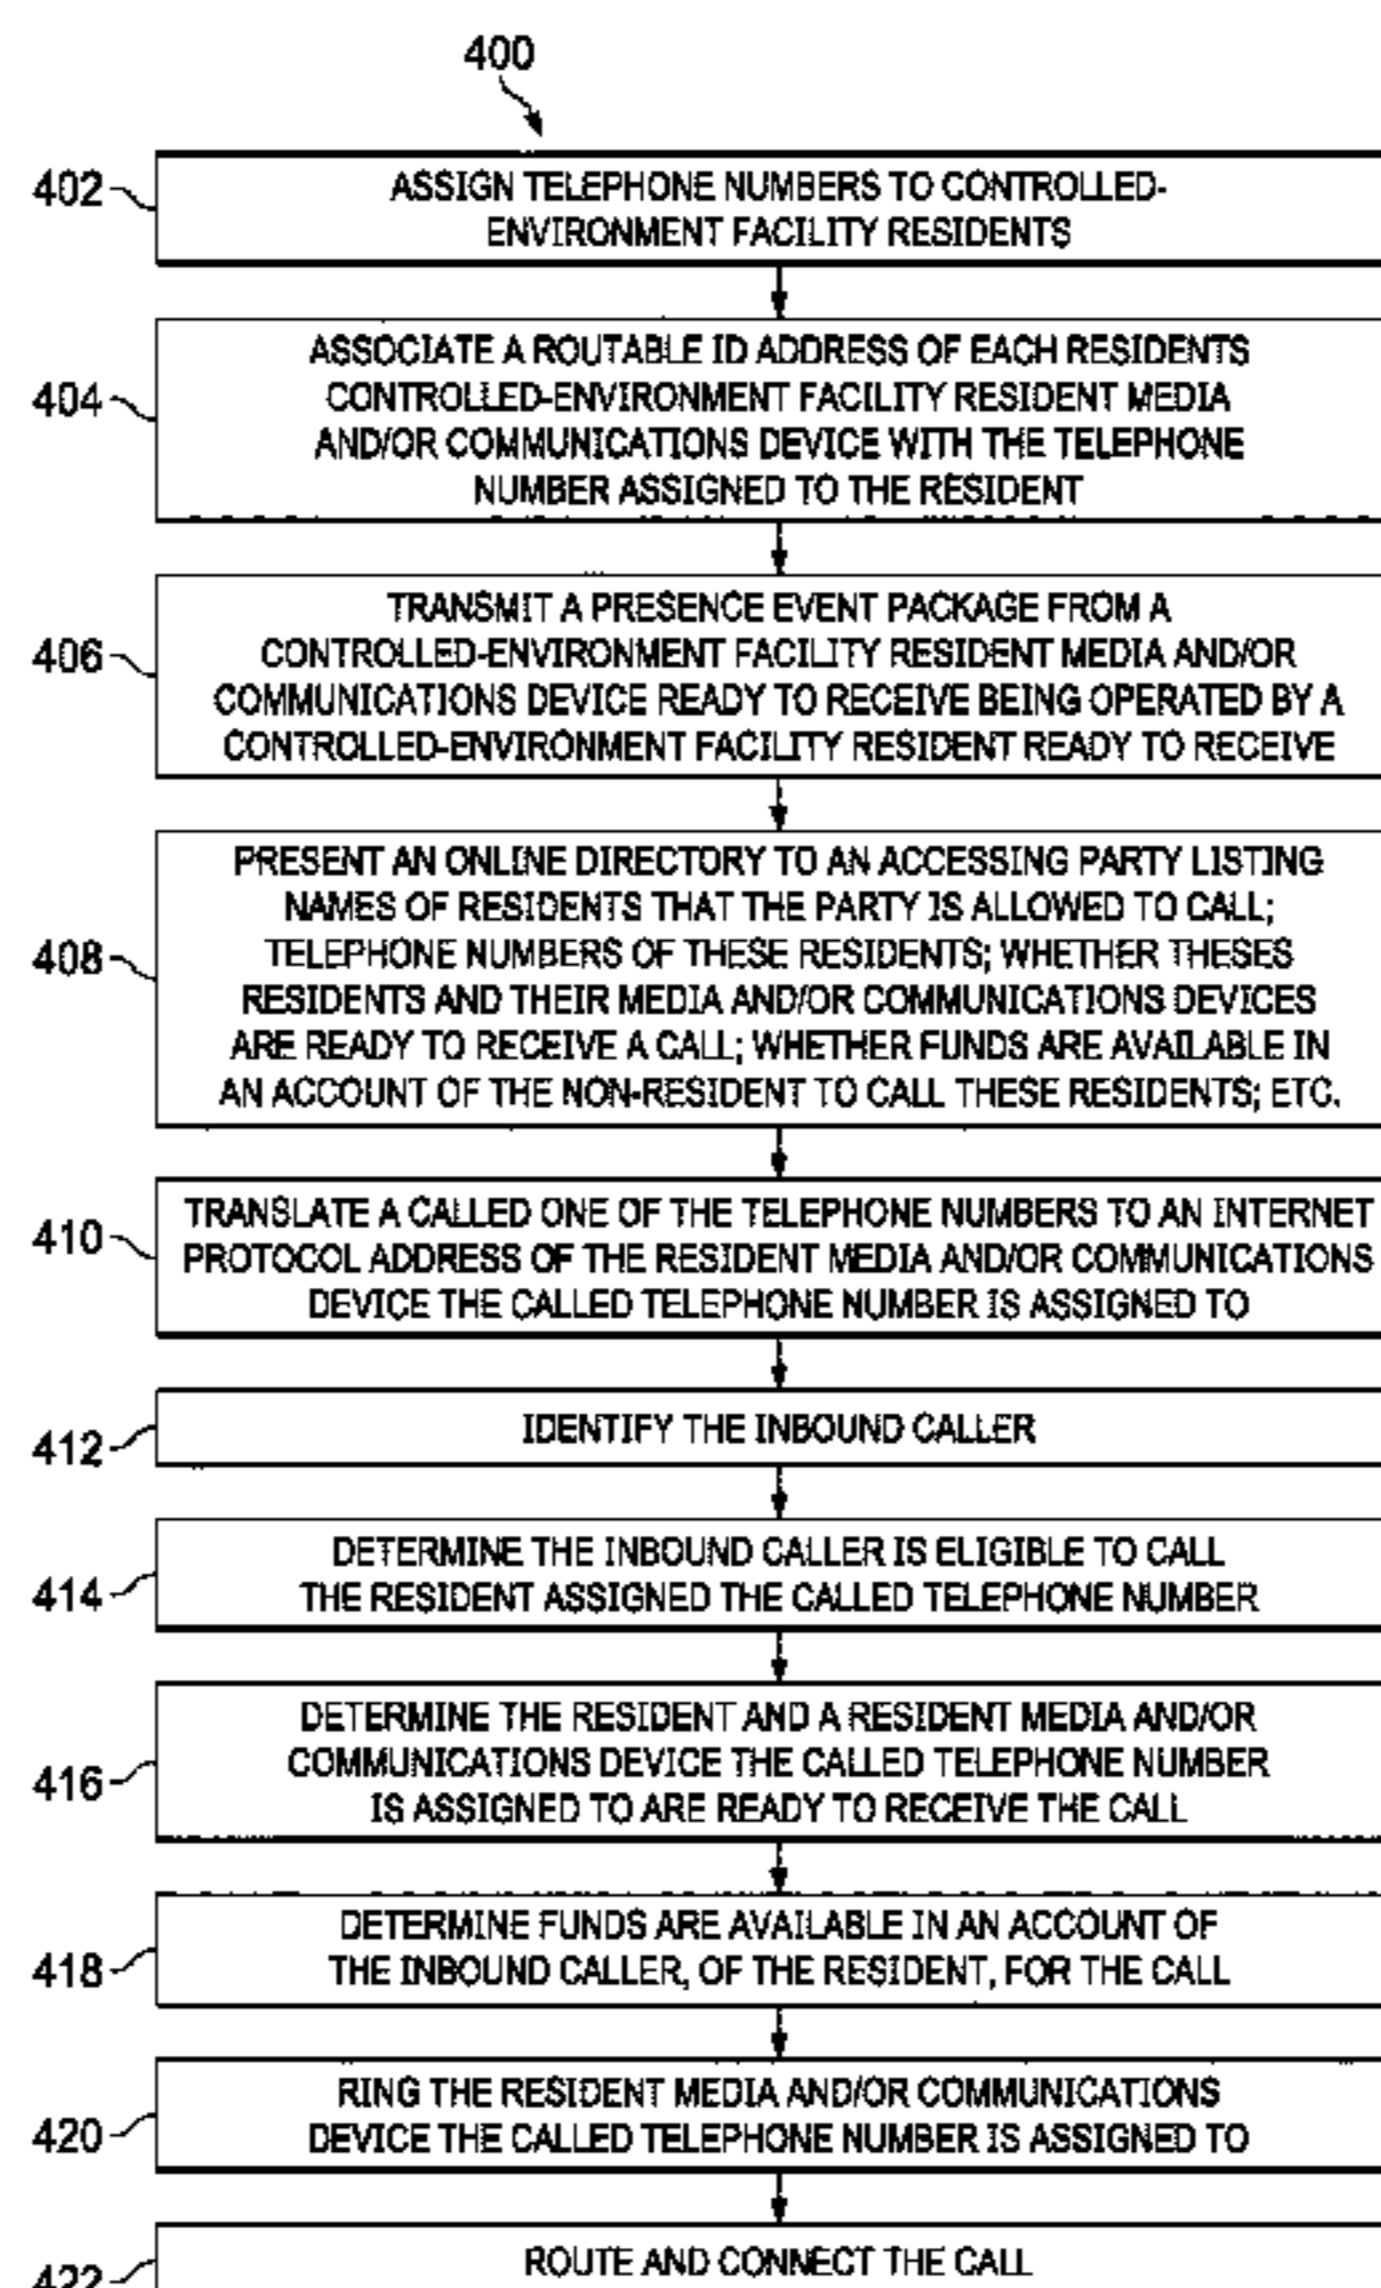 400
402
ASSIGN TELEPHONE NUMBERS TO CONTROLLED-
ENVIRONMENT FACILITY RESIDENTS
404
ASSOCIATE A ROUTABLE ID ADDRESS OF EACH RESIDENTS
CONTROLLED-ENVIRONMENT FACILITY RESIDENT MEDIA
AND/OR COMMUNICATIONS DEVICE WITH THE TELEPHONE
NUMBER ASSIGNED TO THE RESIDENT
406
TRANSMIT A PRESENCE EVENT PACKAGE FROM A
CONTROLLED-ENVIRONMENT FACILITY RESIDENT MEDIA AND/OR
COMMUNICATIONS DEVICE READY TO RECEIVE BEING OPERATED BY A
CONTROLLED-ENVIRONMENT FACILITY RESIDENT READY TO RECEIVE
408
PRESENT AN ONLINE DIRECTORY TO AN ACCESSING PARTY LISTING
NAMES OF RESIDENTS THAT THE PARTY IS ALLOWED TO CALL;
TELEPHONE NUMBERS OF THESE RESIDENTS; WHETHER THESES
RESIDENTS AND THEIR MEDIA AND/OR COMMUNICATIONS DEVICES
ARE READY TO RECEIVE A CALL; WHETHER FUNDS ARE AVAILABLE IN
AN ACCOUNT OF THE NON-RESIDENT TO CALL THESE RESIDENTS; ETC.
410
TRANSLATE A CALLED ONE OF THE TELEPHONE NUMBERS TO AN INTERNET
PROTOCOL ADDRESS OF THE RESIDENT MEDIA AND/OR COMMUNICATIONS
DEVICE THE CALLED TELEPHONE NUMBER IS ASSIGNED TO
412
IDENTIFY THE INBOUND CALLER
414
DETERMINE THE INBOUND CALLER IS ELIGIBLE TO CALL
THE RESIDENT ASSIGNED THE CALLED TELEPHONE NUMBER
416
DETERMINE THE RESIDENT AND A RESIDENT MEDIA AND/OR
COMMUNICATIONS DEVICE THE CALLED TELEPHONE NUMBER
IS ASSIGNED TO ARE READY TO RECEIVE THE CALL
418
DETERMINE FUNDS ARE AVAILABLE IN AN ACCOUNT OF
THE INBOUND CALLER, OF THE RESIDENT, FOR THE CALL
420
RING THE RESIDENT MEDIA AND/OR COMMUNICATIONS
DEVICE THE CALLED TELEPHONE NUMBER IS ASSIGNED TO
422
ROUTE AND CONNECT THE CALL